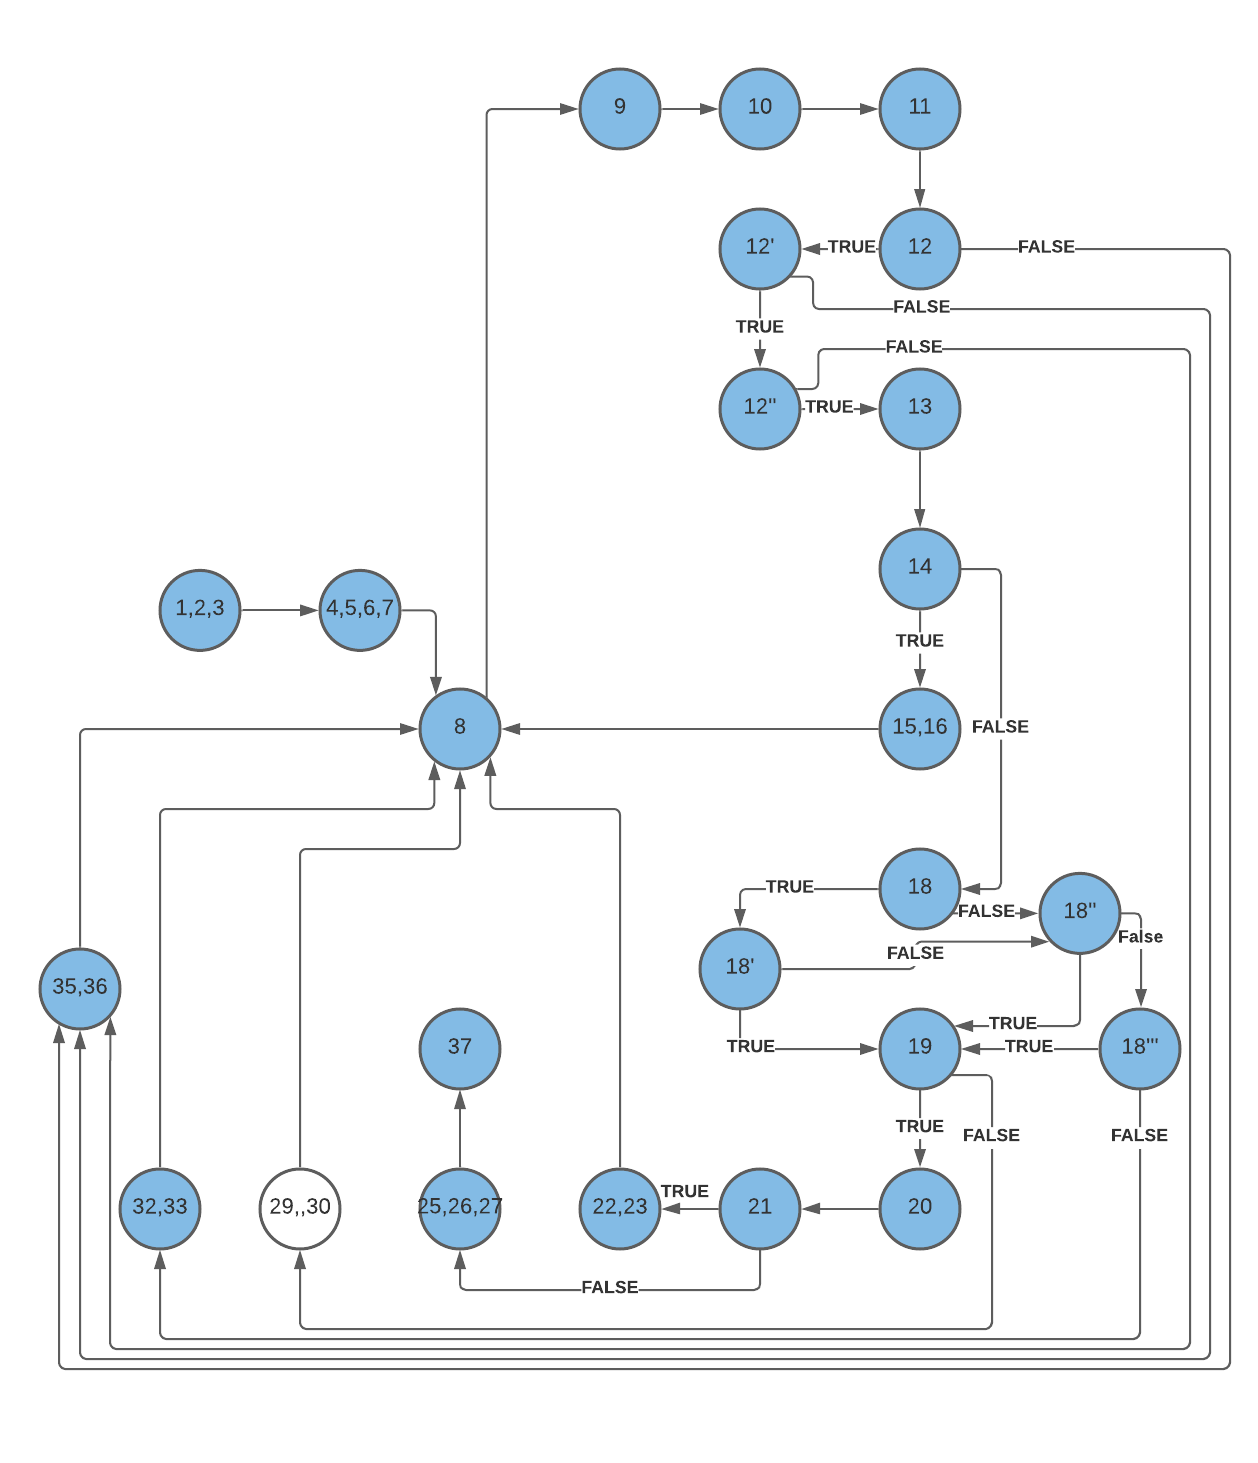 9
10
11
12'
TRUE
12
FALSE
FALSE
TRUE
FALSE
12"
TRUE
13
14
1,2,3
4,5,6,7
TRUE
8
15,16
FALSE
TRUE
18
FALSE
18"
False
FALSE
18'
35,36
TRUE
37
TRUE
19
TRUE
18'''
TRUE
FALSE
FALSE
TRUE
32,33
29,,30
25,26,27
22,23
21
20
FALSE